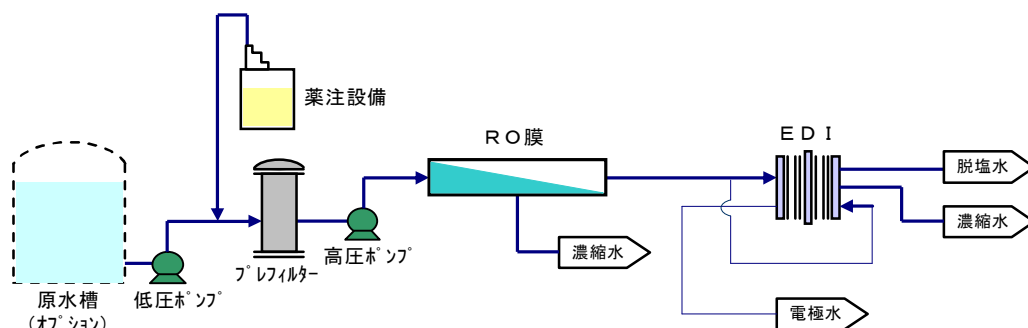 薬注設備
ＲＯ膜
ＥＤＩ
脱塩水
濃縮水
高圧ﾎﾟﾝﾌﾟ
濃縮水
ﾌﾟﾚﾌｨﾙﾀｰ
原水槽
(ｵﾌﾟｼｮﾝ)
低圧ﾎﾟﾝﾌﾟ
電極水